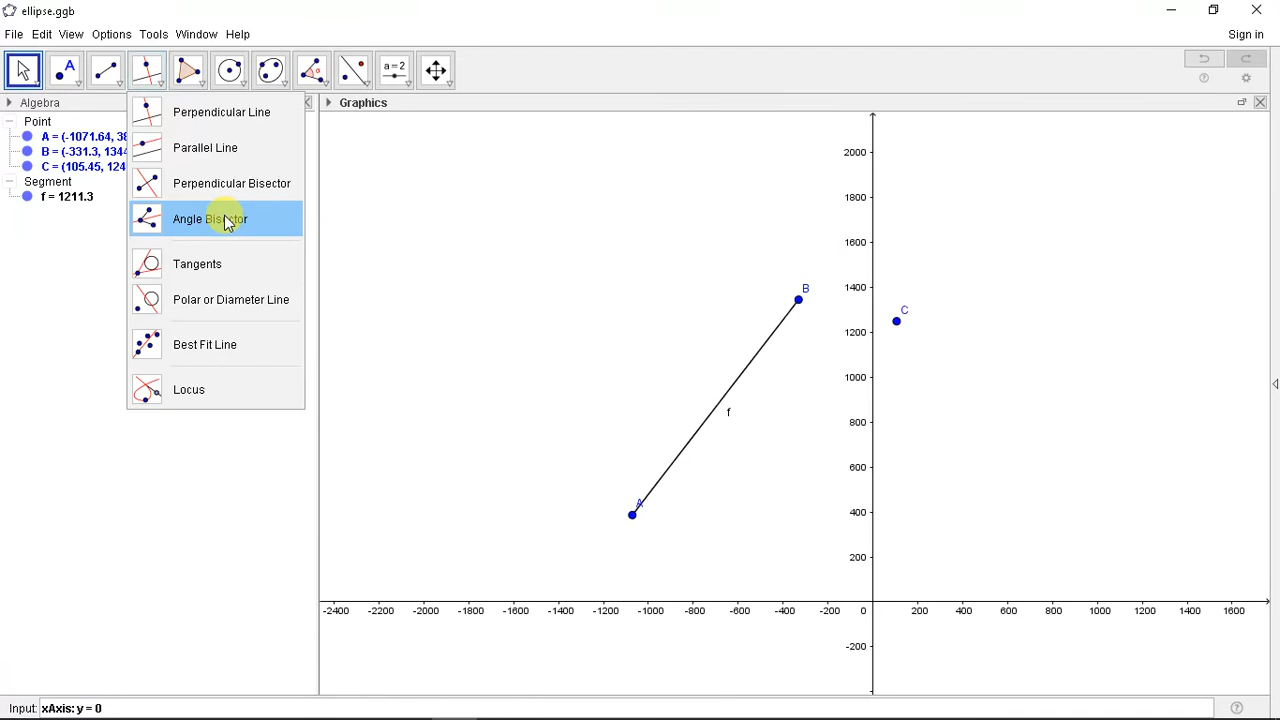 ellipse.ggb
File Edit View Options Tools Window Help
Sign in
A
a = 2
Algebra
Graphics
Point
A = (-1071.64, 38
B = (-331.3, 1344
C = (105.45, 124
Segment
f = 1211.3
Perpendicular Line
Parallel Line
Perpendicular Bisector
Angle Bisector
Tangents
Polar or Diameter Line
Best Fit Line
Locus
2000
1800
1600
1400
1200
1000
800
600
400
200
-200
B
C
f
A
-2400 -2200 -2000 -1800 -1600 -1400 -1200 -1000 -800 -600 -400 -200 0 200 400 600 800 1000 1200 1400 1600
Input: xAxis: y = 0